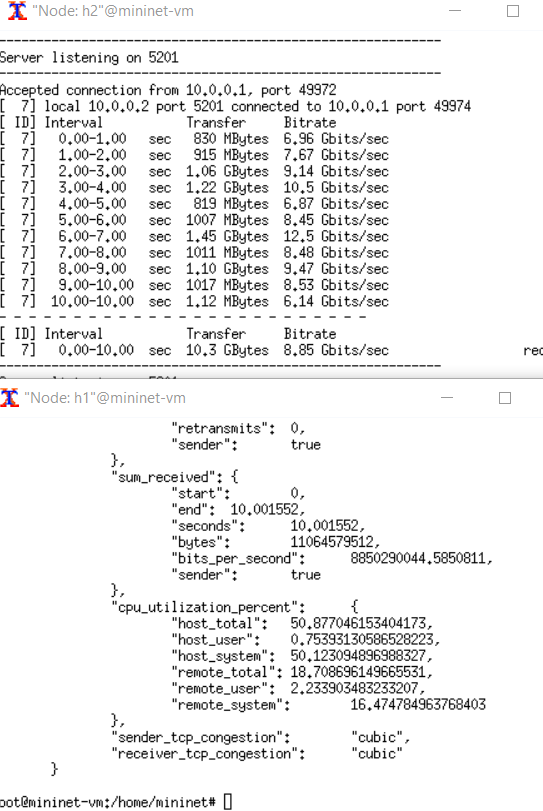 "Node: h2"@mininet-vm
Server listening on 5201
Accepted connection from 10.0.0.1, port 49972
[  7] local 10.0.0.2 port 5201 connected to 10.0.0.1 port 49974
[ ID] Interval           Transfer     Bitrate
[  7]   0.00-1.00   sec   830 MBytes  6.96 Gbits/sec
[  7]   1.00-2.00   sec   915 MBytes  7.67 Gbits/sec
[  7]   2.00-3.00   sec  1.06 GBytes  9.14 Gbits/sec
[  7]   3.00-4.00   sec  1.22 GBytes  10.5 Gbits/sec
[  7]   4.00-5.00   sec   819 MBytes  6.87 Gbits/sec
[  7]   5.00-6.00   sec  1007 MBytes  8.45 Gbits/sec
[  7]   6.00-7.00   sec  1.45 GBytes  12.5 Gbits/sec
[  7]   7.00-8.00   sec  1011 MBytes  8.48 Gbits/sec
[  7]   8.00-9.00   sec  1.10 GBytes  9.47 Gbits/sec
[  7]   9.00-10.00  sec  1017 MBytes  8.53 Gbits/sec
[  7]  10.00-10.00  sec  1.12 MBytes  6.14 Gbits/sec
- - - - - - - - - - - - - - - - - - - - - - - - -
[ ID] Interval           Transfer     Bitrate
[  7]   0.00-10.00  sec  10.3 GBytes  8.85 Gbits/sec                  rec
"Node: h1"@mininet-vm
"retransmits":  0,
"sender":       true
},
"sum_received": {
"start":        0,
"end":  10.001552,
"seconds":      10.001552,
"bytes":        11064579512,
"bits_per_second":      8850290044.5850811,
"sender":       true
},
"cpu_utilization_percent":      {
"host_total":   50.877046153404173,
"host_user":    0.75393130586528223,
"host_system":  50.123094896988327,
"remote_total": 18.708696149665531,
"remote_user":  2.233903483233207,
"remote_system":        16.474784963768403
},
"sender_tcp_congestion":        "cubic",
"receiver_tcp_congestion":      "cubic"
}
oot@mininet-vm:/home/mininet#